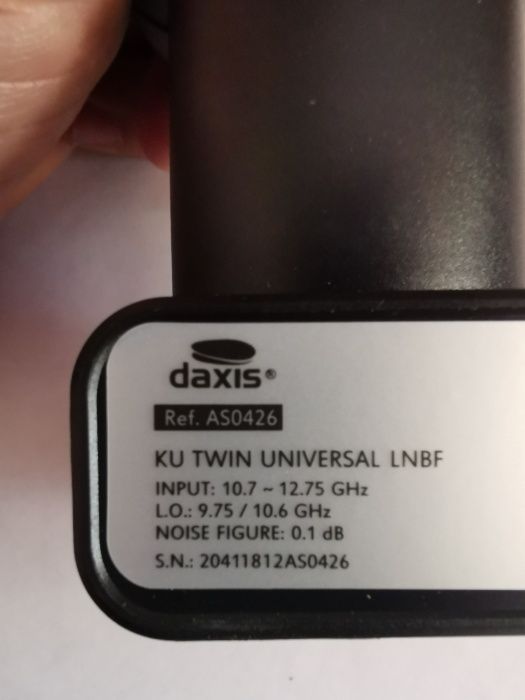 daxis®
Ref. AS0426
KU TWIN UNIVERSAL LNBF
INPUT: 10.7 ~ 12.75 GHz
L.O.: 9.75 / 10.6 GHz
NOISE FIGURE: 0.1 dB
S.N.: 20411812AS0426